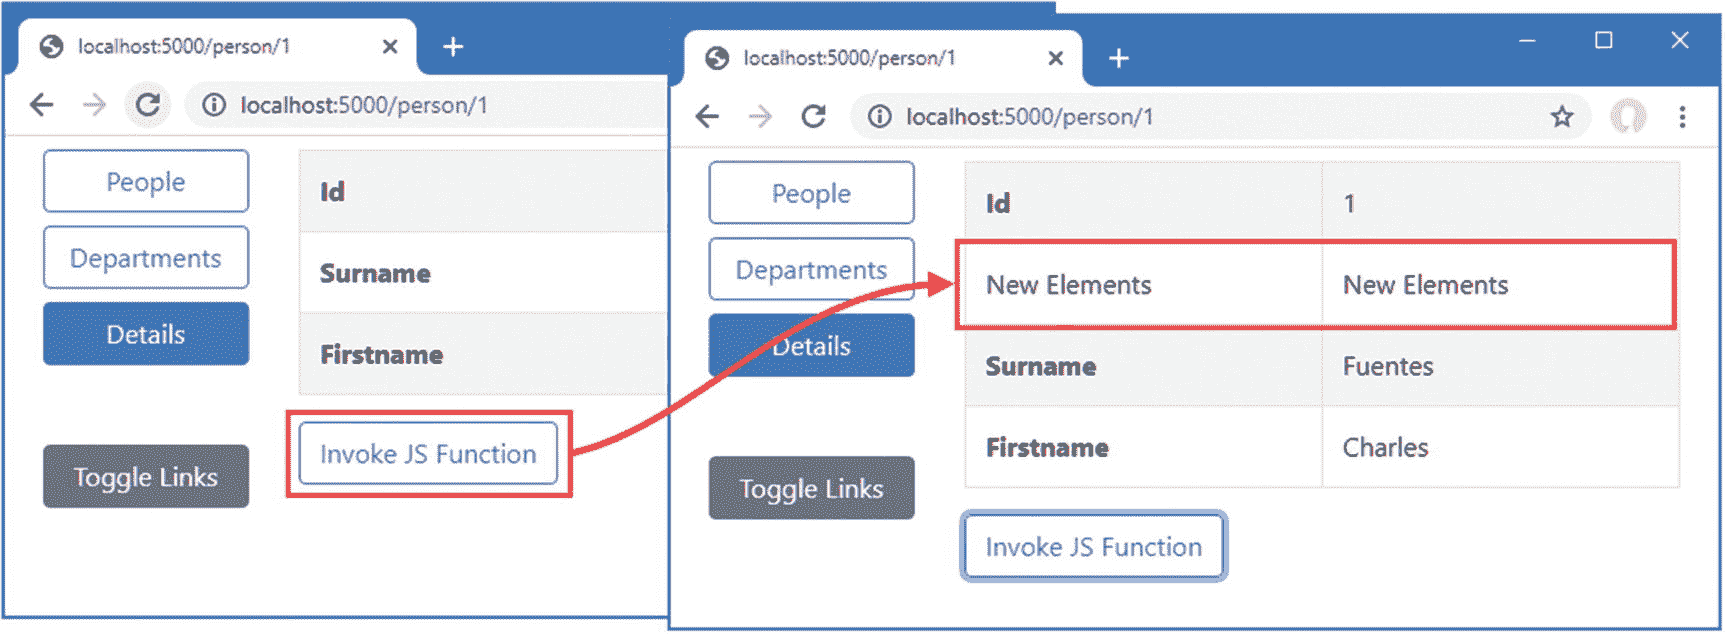 localhost:5000/person/1
localhost:5000/person/1
People
Departments
Details
Toggle Links
Id
Surname
Firstname
Invoke JS Function
localhost:5000/person/1
localhost:5000/person/1
People
Departments
Details
Toggle Links
Id 1
New Elements New Elements
Surname Fuentes
Firstname Charles
Invoke JS Function